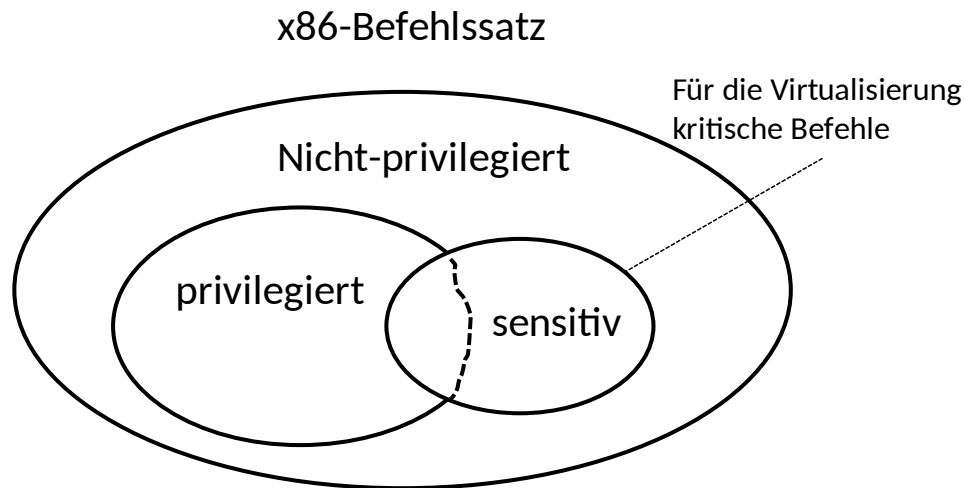 x86-Befehlssatz
Für die Virtualisierung
kritische Befehle
Nicht-privilegiert
privilegiert
sensitiv